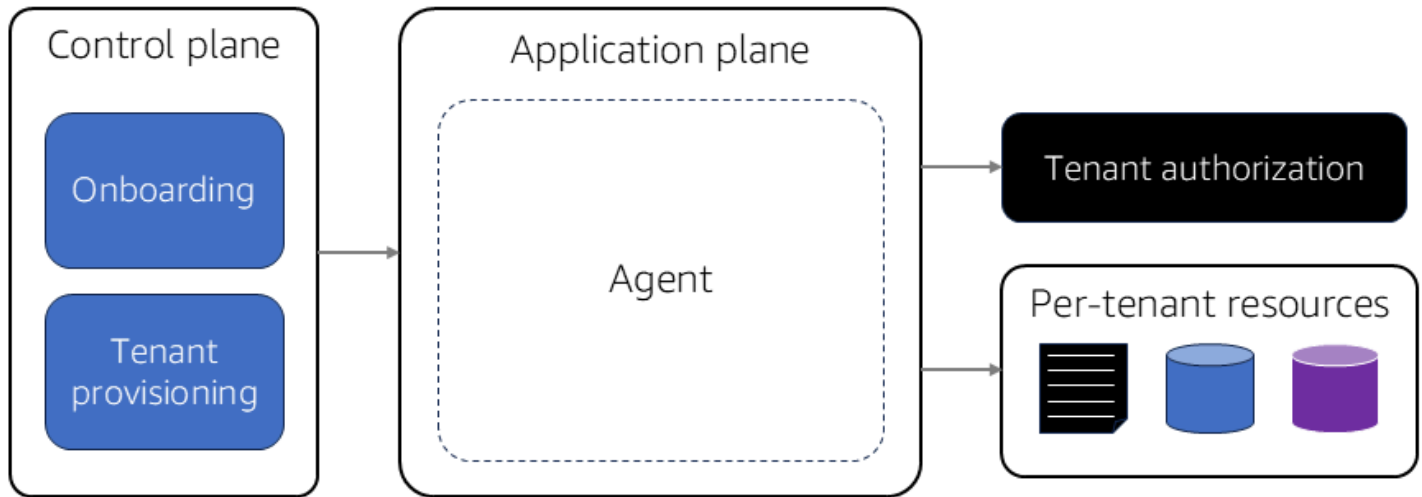 Control plane
Onboarding
Tenant
provisioning
Application plane
Agent
Tenant authorization
Per-tenant resources